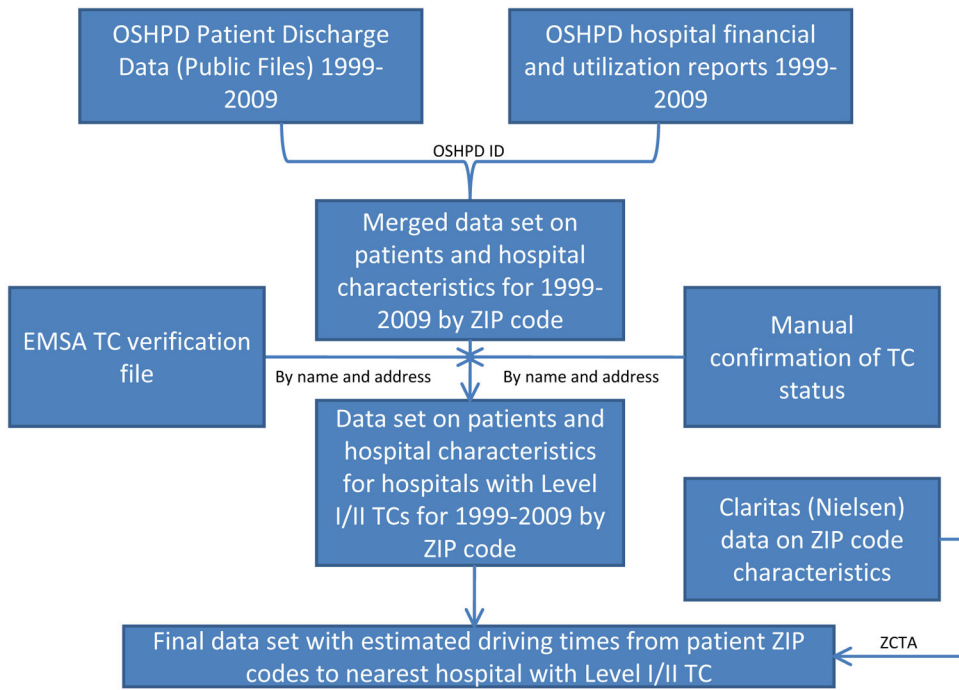 OSHPD Patient Discharge
Data (Public Files) 1999-
2009
OSHPD hospital financial
and utilization reports 1999-
2009
OSHPD ID
Merged data set on
patients and hospital
characteristics for 1999-
2009 by ZIP code
EMSA TC verification
file
By name and address
By name and address
Manual
confirmation of TC
status
Data set on patients and
hospital characteristics
for hospitals with Level
I/II TCs for 1999-2009 by
ZIP code
Claritas (Nielsen)
data on ZIP code
characteristics
Final data set with estimated driving times from patient ZIP
codes to nearest hospital with Level I/II TC
ZCTA